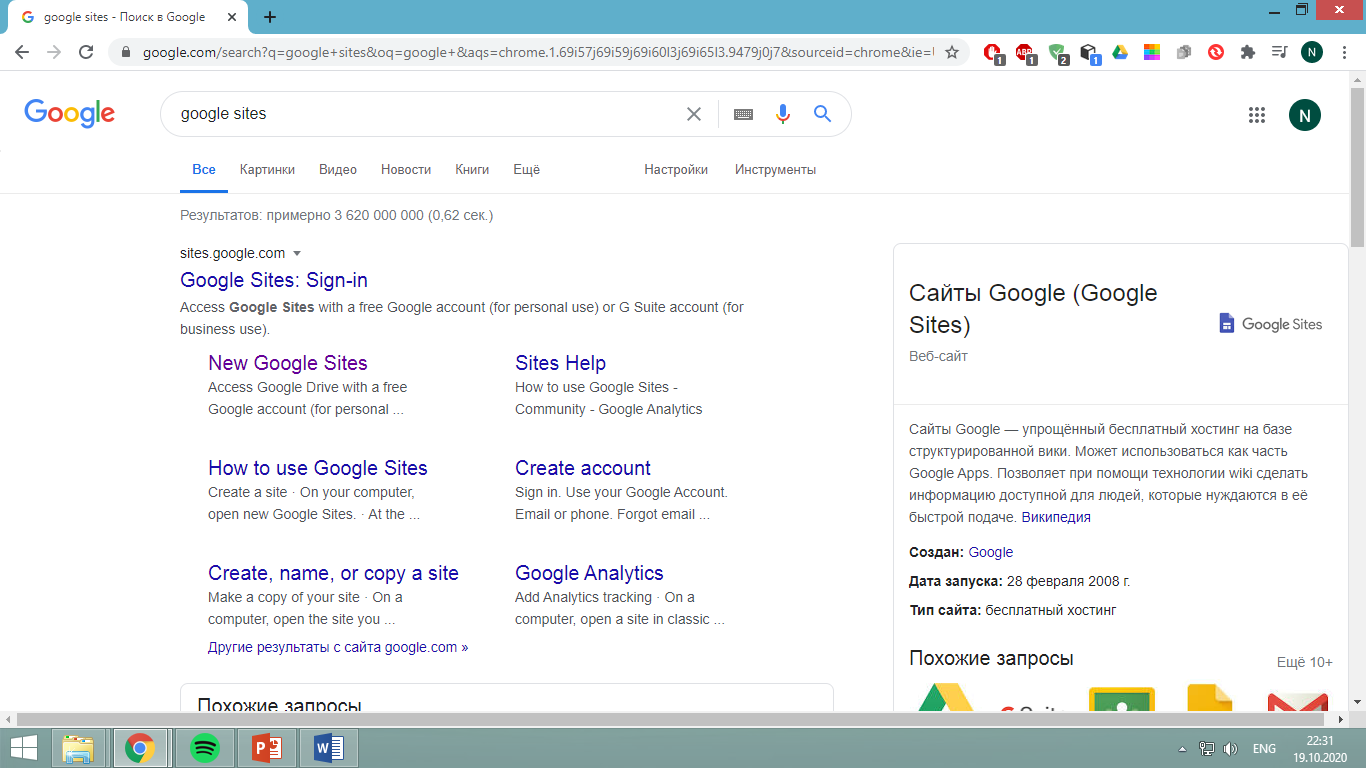 google sites - Поиск в Google
google.com/search?q=google+sites&oq=google+&aqs=chrome.1.69i57j69i59j69i60l3j69i65l3.9479j0j7&sourceid=chrome&ie=
1 ABP 1 2 1 N
Google
google sites
N
Все Картинки Видео Новости Книги Ещё Настройки Инструменты
Результатов: примерно 3 620 000 000 (0,62 сек.)
sites.google.com
Google Sites: Sign-in
Access Google Sites with a free Google account (for personal use) or G Suite account (for
business use).
New Google Sites
Access Google Drive with a free
Google account (for personal ...
Sites Help
How to use Google Sites -
Community - Google Analytics
How to use Google Sites
Create a site · On your computer,
open new Google Sites. · At the ...
Create account
Sign in. Use your Google Account.
Email or phone. Forgot email ...
Create, name, or copy a site
Make a copy of your site · On a
computer, open the site you ...
Google Analytics
Add Analytics tracking · On a
computer, open a site in classic ...
Другие результаты с сайта google.com »
Похожие запросы
Сайты Google (Google
Sites)
Веб-сайт
Google Sites
Сайты Google — упрощённый бесплатный хостинг на базе
структурированной вики. Может использоваться как часть
Google Apps. Позволяет при помощи технологии wiki сделать
информацию доступной для людей, которые нуждаются в её
быстрой подаче. Википедия
Создан: Google
Дата запуска: 28 февраля 2008 г.
Тип сайта: бесплатный хостинг
Похожие запросы
Ещё 10+
G Suite
ENG
22:31
19.10.2020